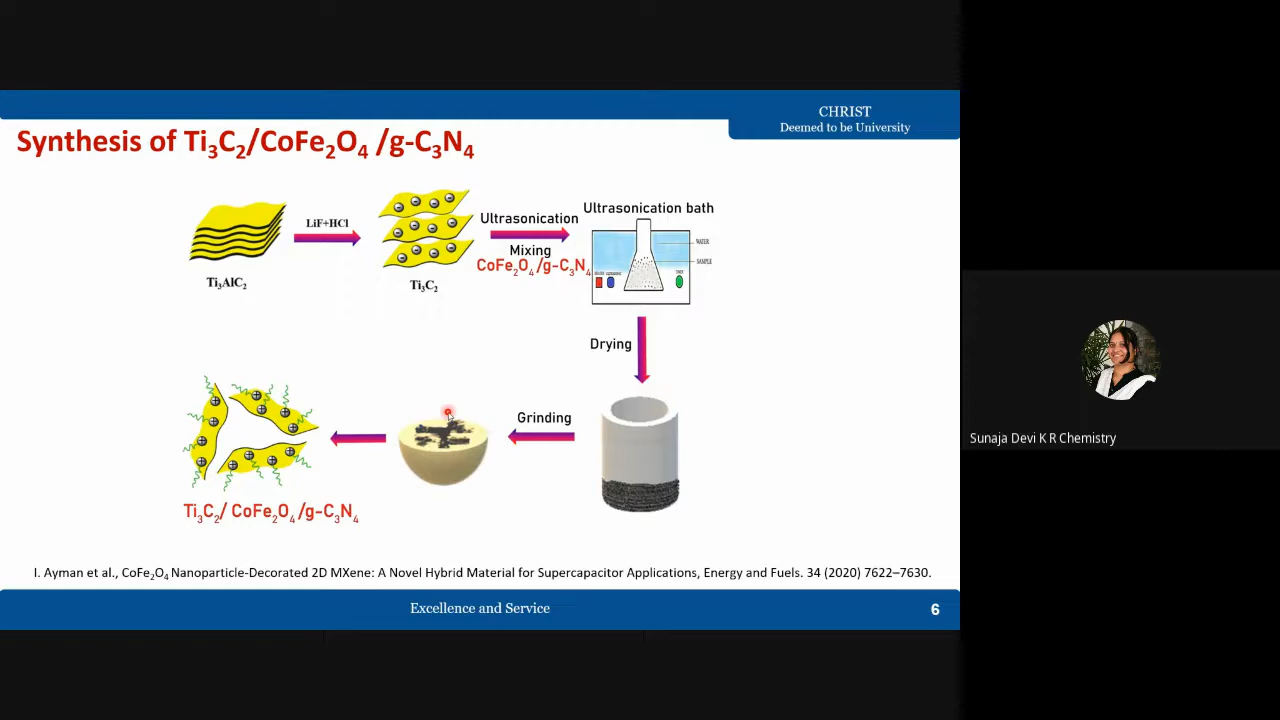 CHRIST
Deemed to be University
Synthesis of Ti₃C₂/CoFe₂O₄ /g-C₃N₄
LiF+HCl
Ultrasonication
Mixing
CoFe₂O₄ /g-C₃N₄
Ultrasonication bath
WATER
SAMPLE
Ti₃AlC₂
Ti₃C₂
Drying
Grinding
Ti₃C₂/ CoFe₂O₄ /g-C₃N₄
Sunaja Devi K R Chemistry
I. Ayman et al., CoFe₂O₄ Nanoparticle-Decorated 2D MXene: A Novel Hybrid Material for Supercapacitor Applications, Energy and Fuels. 34 (2020) 7622–7630.
Excellence and Service
6